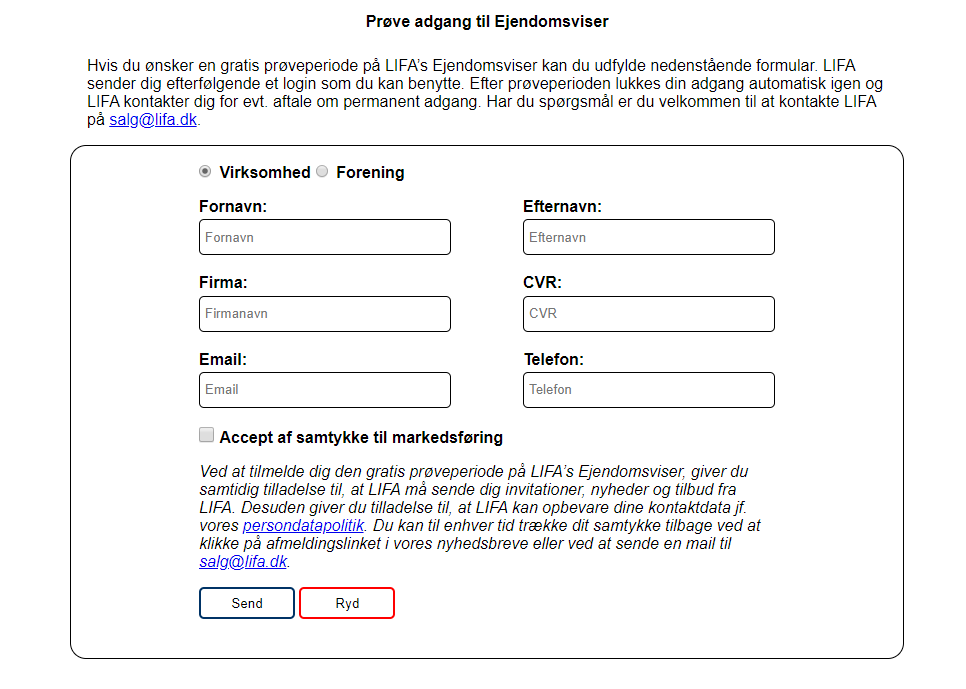 Prøve adgang til Ejendomsviser
Hvis du ønsker en gratis prøveperiode på LIFA's Ejendomsviser kan du udfylde nedenstående formular. LIFA
sender dig efterfølgende et login som du kan benytte. Efter prøveperioden lukkes din adgang automatisk igen og
LIFA kontakter dig for evt. aftale om permanent adgang. Har du spørgsmål er du velkommen til at kontakte LIFA
på salg@lifa.dk.
Virksomhed Forening
Fornavn: Efternavn:
Fornavn Efternavn
Firma: CVR:
Firmanavn CVR
Email: Telefon:
Email Telefon
Accept af samtykke til markedsføring
Ved at tilmelde dig den gratis prøveperiode på LIFA's Ejendomsviser, giver du
samtidig tilladelse til, at LIFA må sende dig invitationer, nyheder og tilbud fra
LIFA. Desuden giver du tilladelse til, at LIFA kan opbevare dine kontaktdata jf.
vores persondatapolitik. Du kan til enhver tid trække dit samtykke tilbage ved at
klikke på afmeldingslinket i vores nyhedsbreve eller ved at sende en mail til
salg@lifa.dk.
Send Ryd